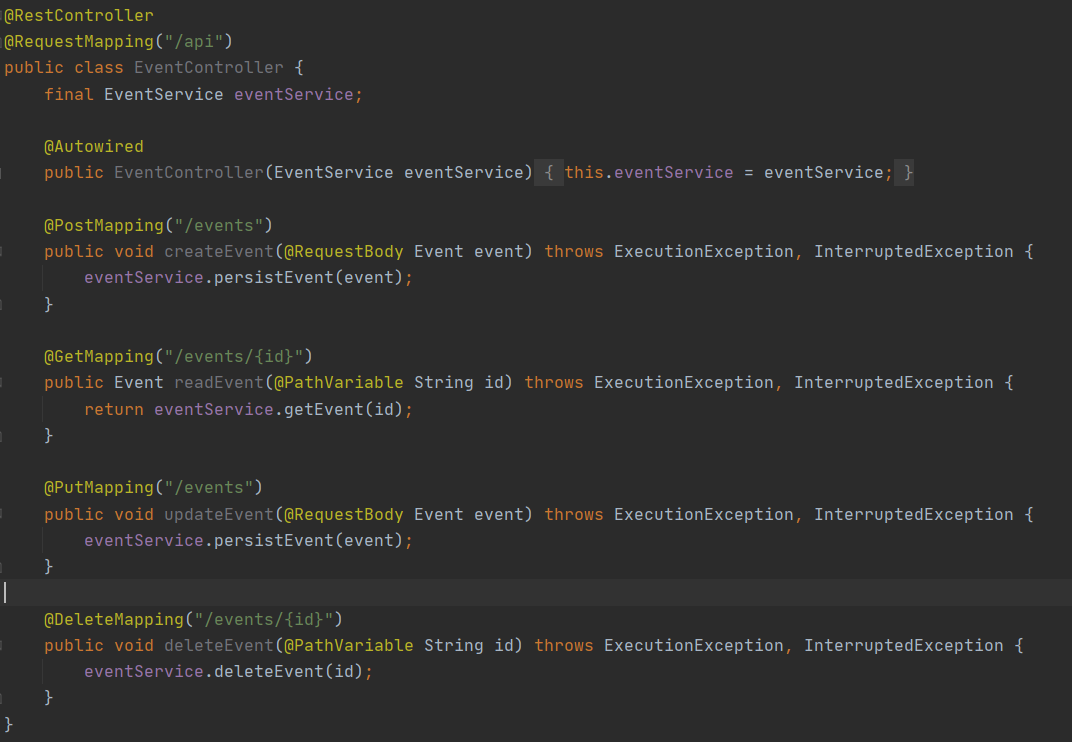 @RestController
@RequestMapping("/api")
public class EventController {
    final EventService eventService;

    @Autowired
    public EventController(EventService eventService) { this.eventService = eventService; }

    @PostMapping("/events")
    public void createEvent(@RequestBody Event event) throws ExecutionException, InterruptedException {
        eventService.persistEvent(event);
    }

    @GetMapping("/events/{id}")
    public Event readEvent(@PathVariable String id) throws ExecutionException, InterruptedException {
        return eventService.getEvent(id);
    }

    @PutMapping("/events")
    public void updateEvent(@RequestBody Event event) throws ExecutionException, InterruptedException {
        eventService.persistEvent(event);
    }

    @DeleteMapping("/events/{id}")
    public void deleteEvent(@PathVariable String id) throws ExecutionException, InterruptedException {
        eventService.deleteEvent(id);
    }
}